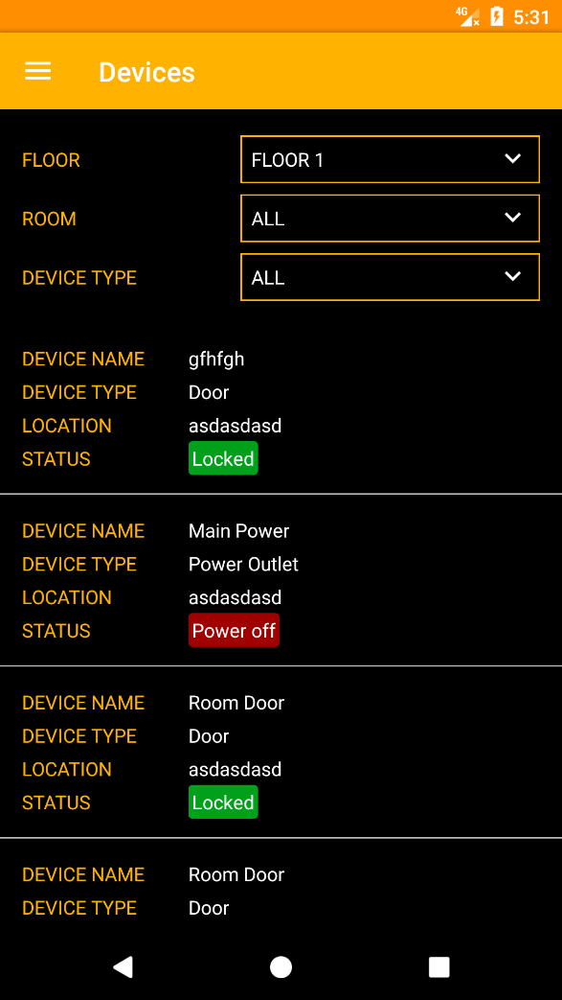 4G 5:31
Devices
FLOOR FLOOR 1
ROOM ALL
DEVICE TYPE ALL
DEVICE NAME gfhfgh
DEVICE TYPE Door
LOCATION asdasdasd
STATUS Locked
DEVICE NAME Main Power
DEVICE TYPE Power Outlet
LOCATION asdasdasd
STATUS Power off
DEVICE NAME Room Door
DEVICE TYPE Door
LOCATION asdasdasd
STATUS Locked
DEVICE NAME Room Door
DEVICE TYPE Door